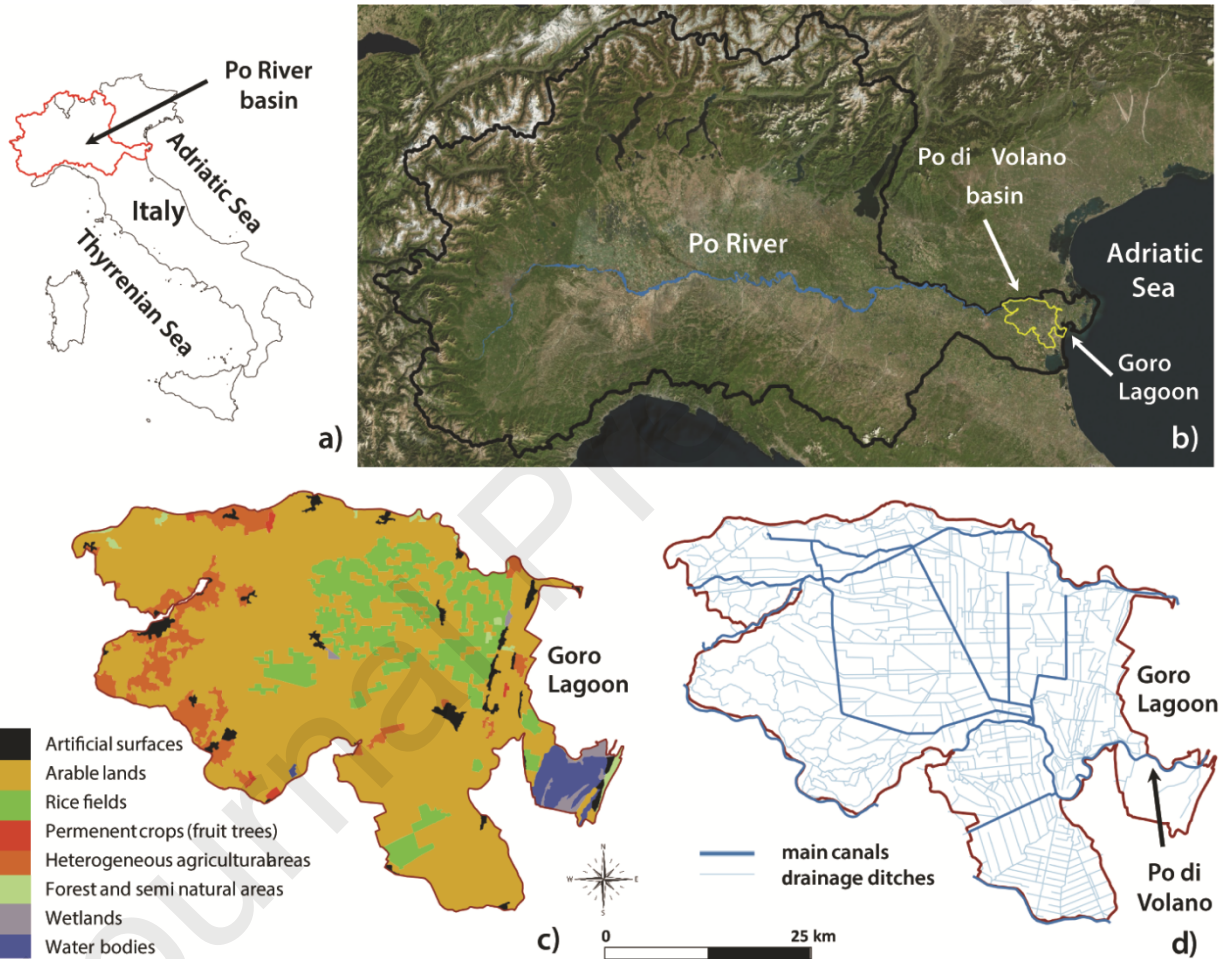 Po River
basin
Adriatic Sea
Italy
Thyrrenian Sea
a)
Po di Volano
basin
Po River
Adriatic
Sea
Goro
Lagoon
b)
Goro
Lagoon
Artificial surfaces
Arable lands
Rice fields
Permenent crops (fruit trees)
Heterogeneous agriculturalareas
Forest and semi natural areas
Wetlands
Water bodies
c)
N
W
E
S
0
25 km
main canals
drainage ditches
Goro
Lagoon
Po di
Volano
d)